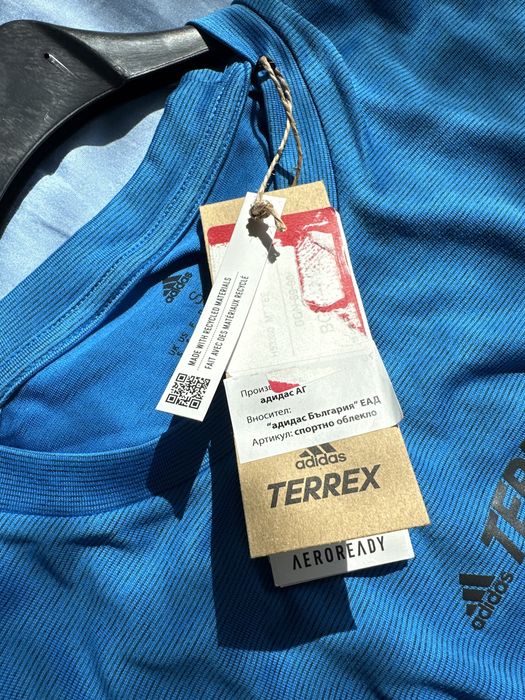 MADE WITH RECYCLED MATERIALS
FAIT AVEC DES MATÉRIAUX RECYCLÉ
адидас АГ
Вносител:
"адидас България" ЕАД
Артикул: спортно облекло
adidas
TERREX
AEROREADY
adidas